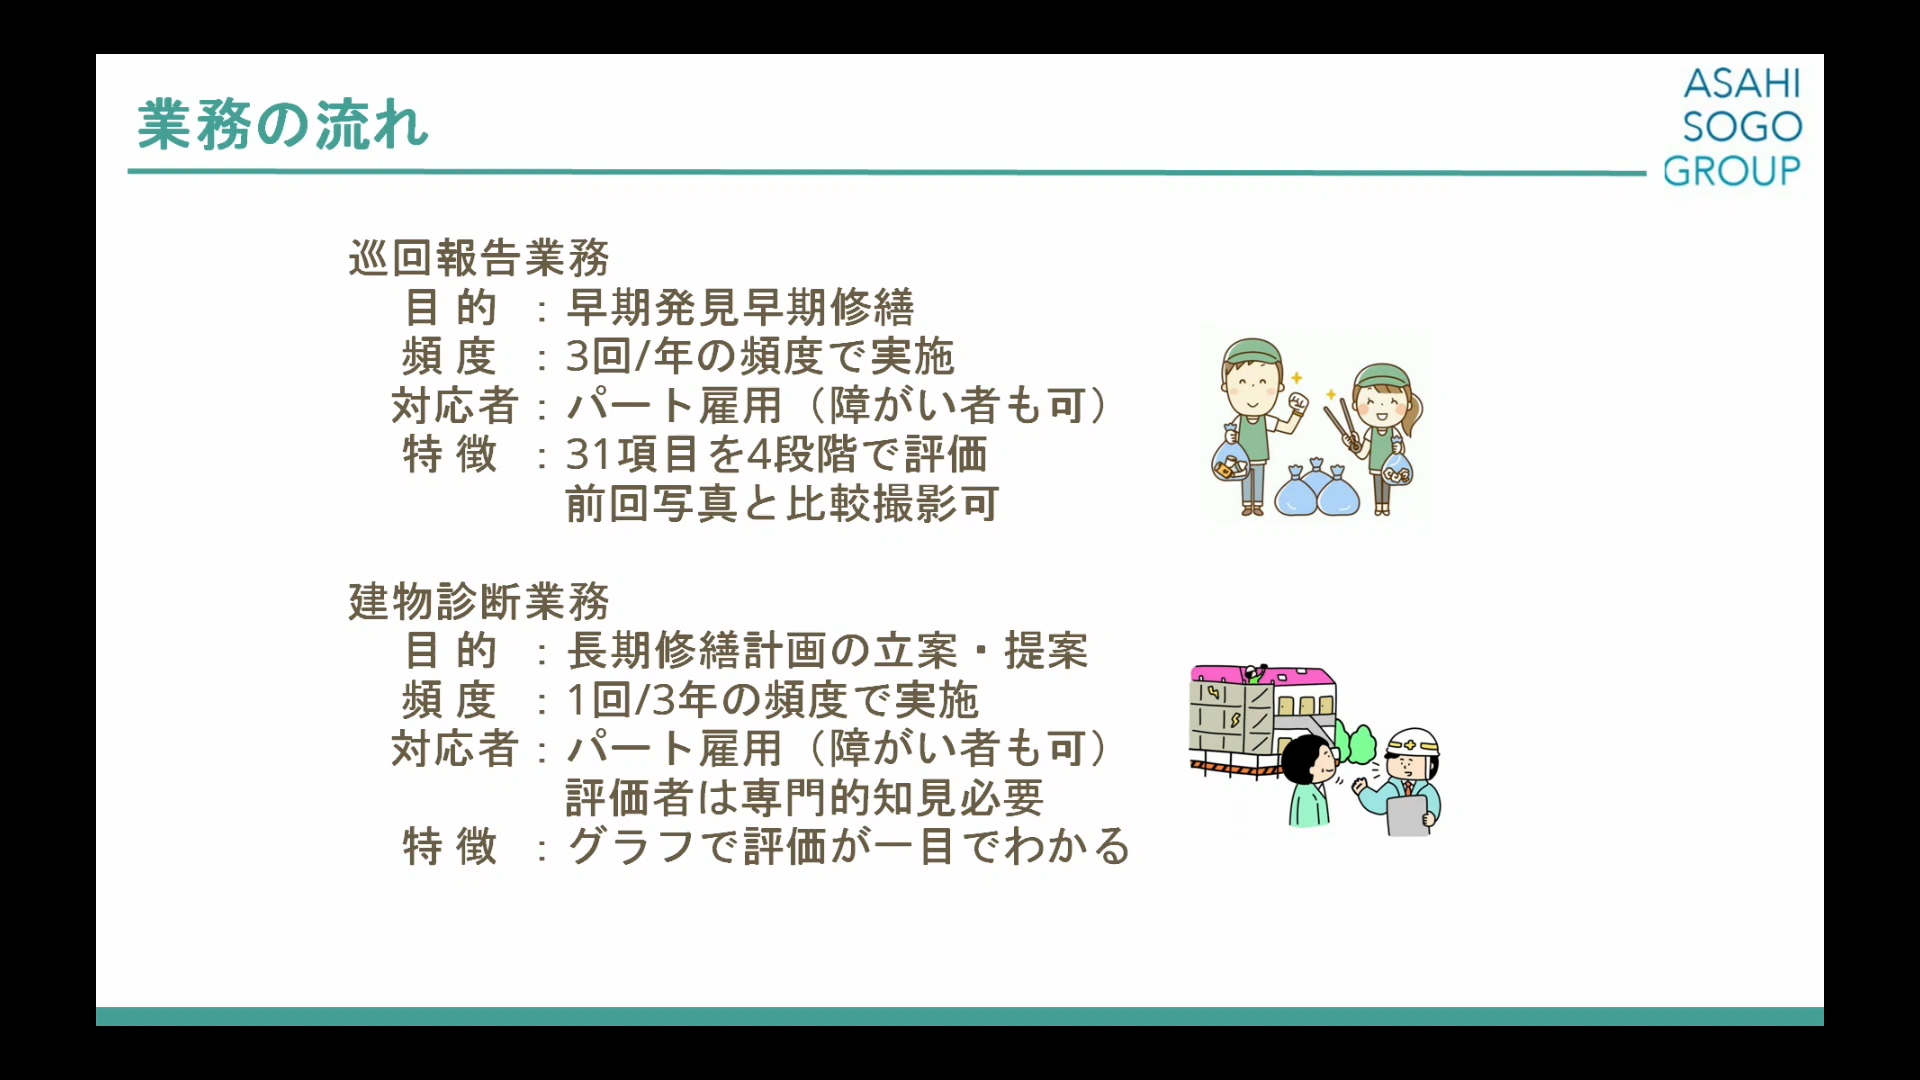 業務の流れ
ASAHI
SOGO
GROUP
巡回報告業務
目 的 : 早期発見早期修繕
頻 度 : 3回/年の頻度で実施
対応者 : パート雇用（障がい者も可）
特 徴 : 31項目を4段階で評価
前回写真と比較撮影可
建物診断業務
目 的 : 長期修繕計画の立案・提案
頻 度 : 1回/3年の頻度で実施
対応者 : パート雇用（障がい者も可）
評価者は専門的知見必要
特 徴 : グラフで評価が一目でわかる